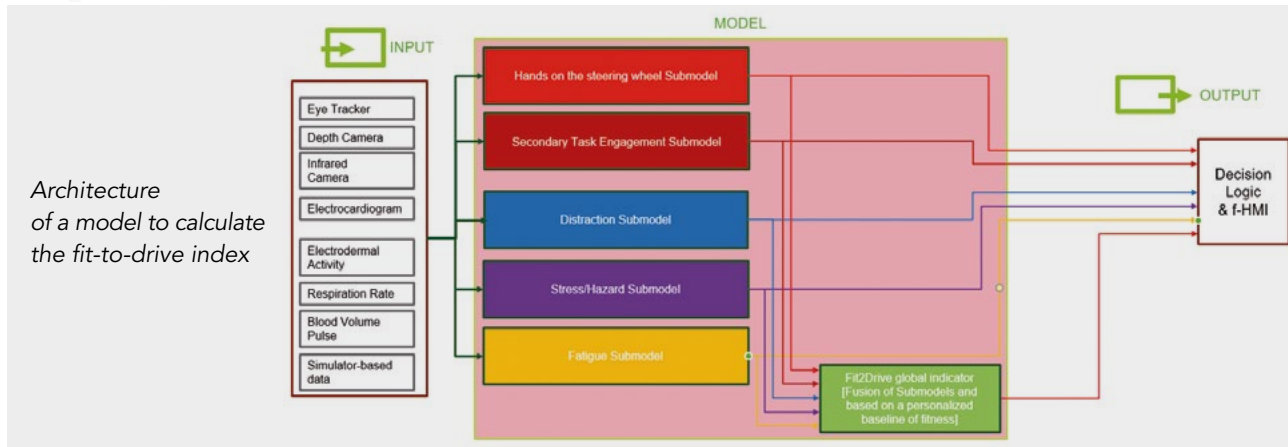 MODEL
INPUT
Eye Tracker
Depth Camera
Infrared
Camera
Electrocardiogram
Electrodermal
Activity
Respiration Rate
Blood Volume
Pulse
Simulator-based
data
Architecture
of a model to calculate
the fit-to-drive index
Hands on the steering wheel Submodel
Secondary Task Engagement Submodel
Distraction Submodel
Stress/Hazard Submodel
Fatigue Submodel
Fit2Drive global indicator
[Fusion of Submodels and
based on a personalized
baseline of fitness]
OUTPUT
Decision
Logic
& f-HMI